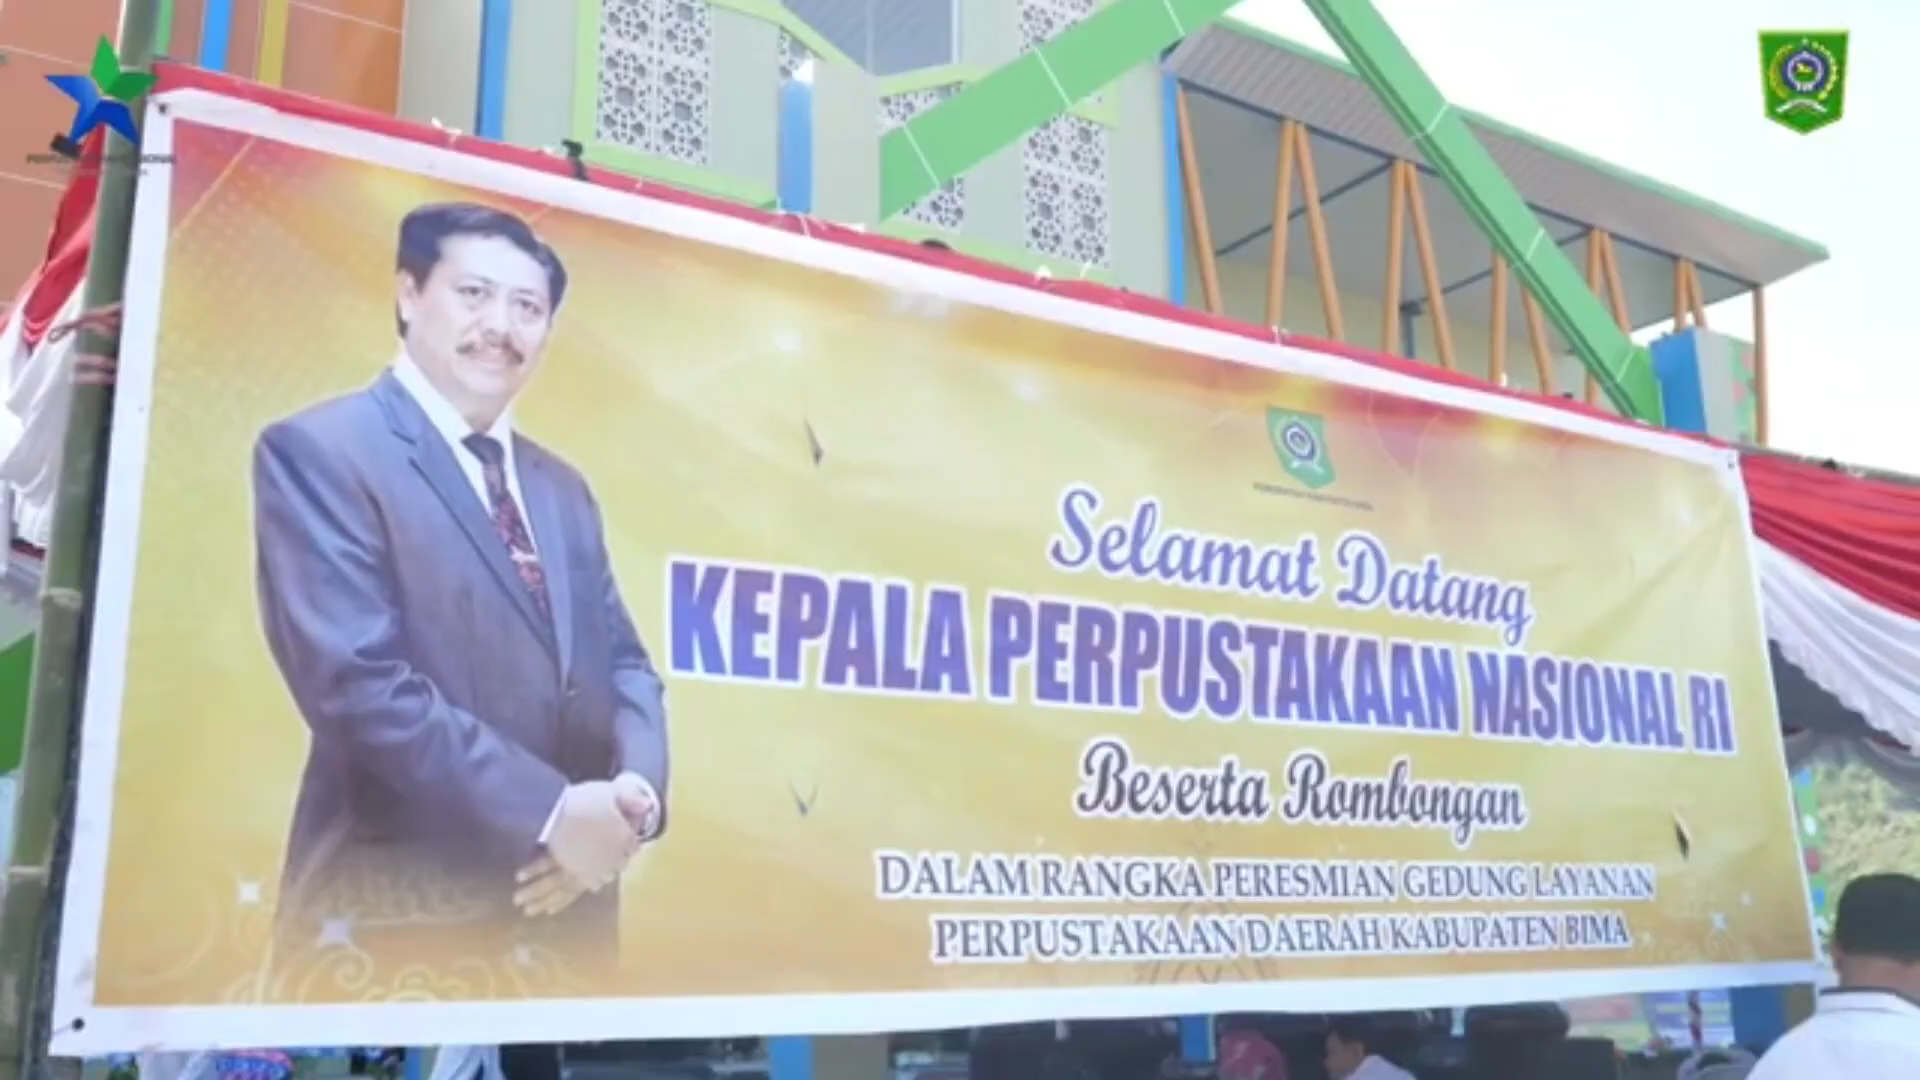 Selamat Datang
KEPALA PERPUSTAKAAN NASIONAL RI
Beserta Rombongan
DALAM RANGKA PERESMIAN GEDUNG LAYANAN
PERPUSTAKAAN DAERAH KABUPATEN BIMA